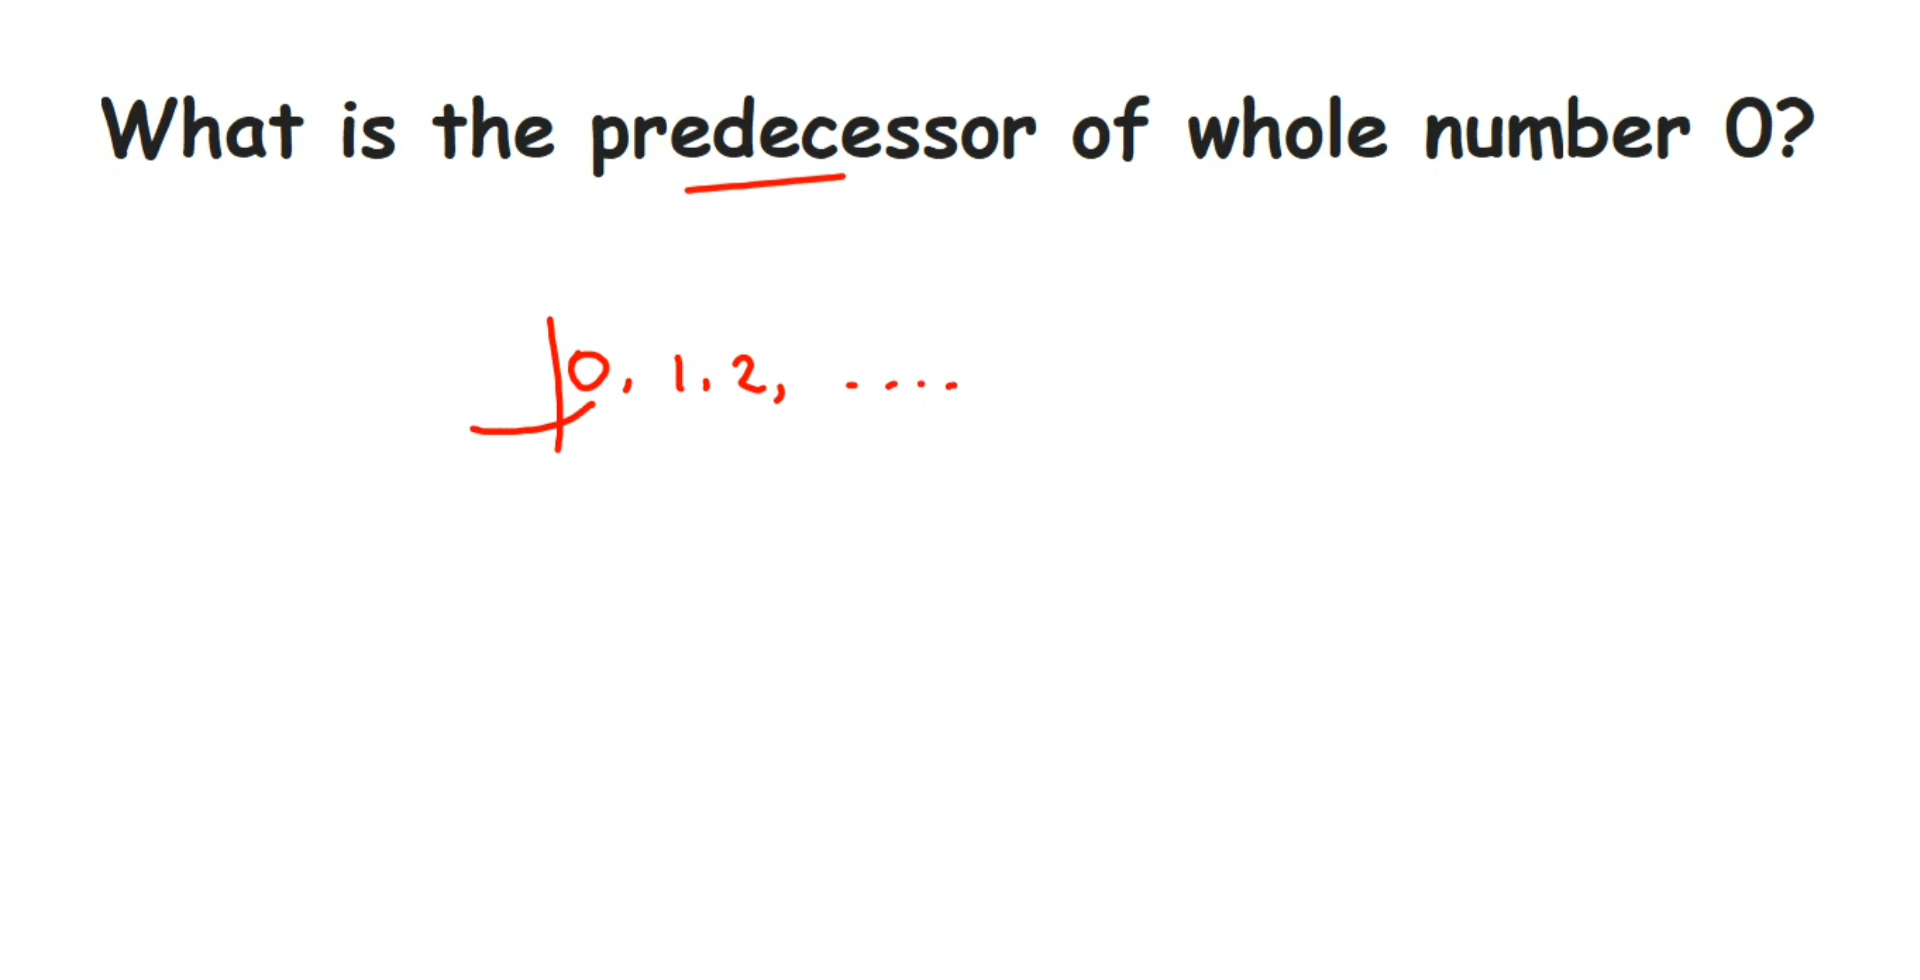 What is the predecessor of whole number 0?
0, 1, 2, ....